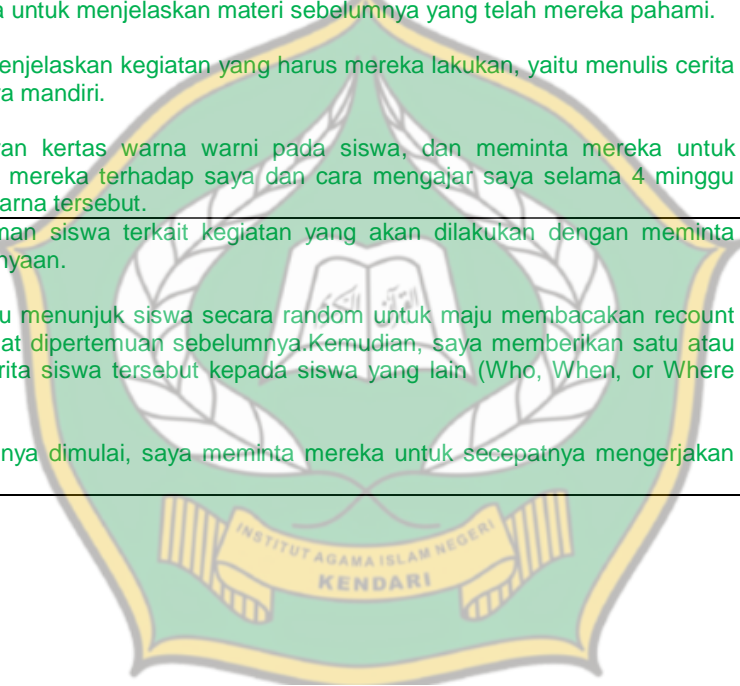 a untuk menjelaskan materi sebelumnya yang telah mereka pahami.
enjelaskan kegiatan yang harus mereka lakukan, yaitu menulis cerita
ra mandiri.
an kertas warna warni pada siswa, dan meminta mereka untuk
mereka terhadap saya dan cara mengajar saya selama 4 minggu
arna tersebut.
man siswa terkait kegiatan yang akan dilakukan dengan meminta
nyaan.
u menunjuk siswa secara random untuk maju membacakan recount
at dipertemuan sebelumnya.Kemudian, saya memberikan satu atau
rita siswa tersebut kepada siswa yang lain (Who, When, or Where
nya dimulai, saya meminta mereka untuk secepatnya mengerjakan
INSTITUT AGAMA ISLAM NEGERI
KENDARI